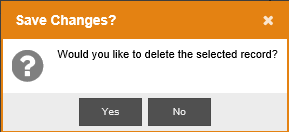 Save Changes?
Would you like to delete the selected record?
Yes
No